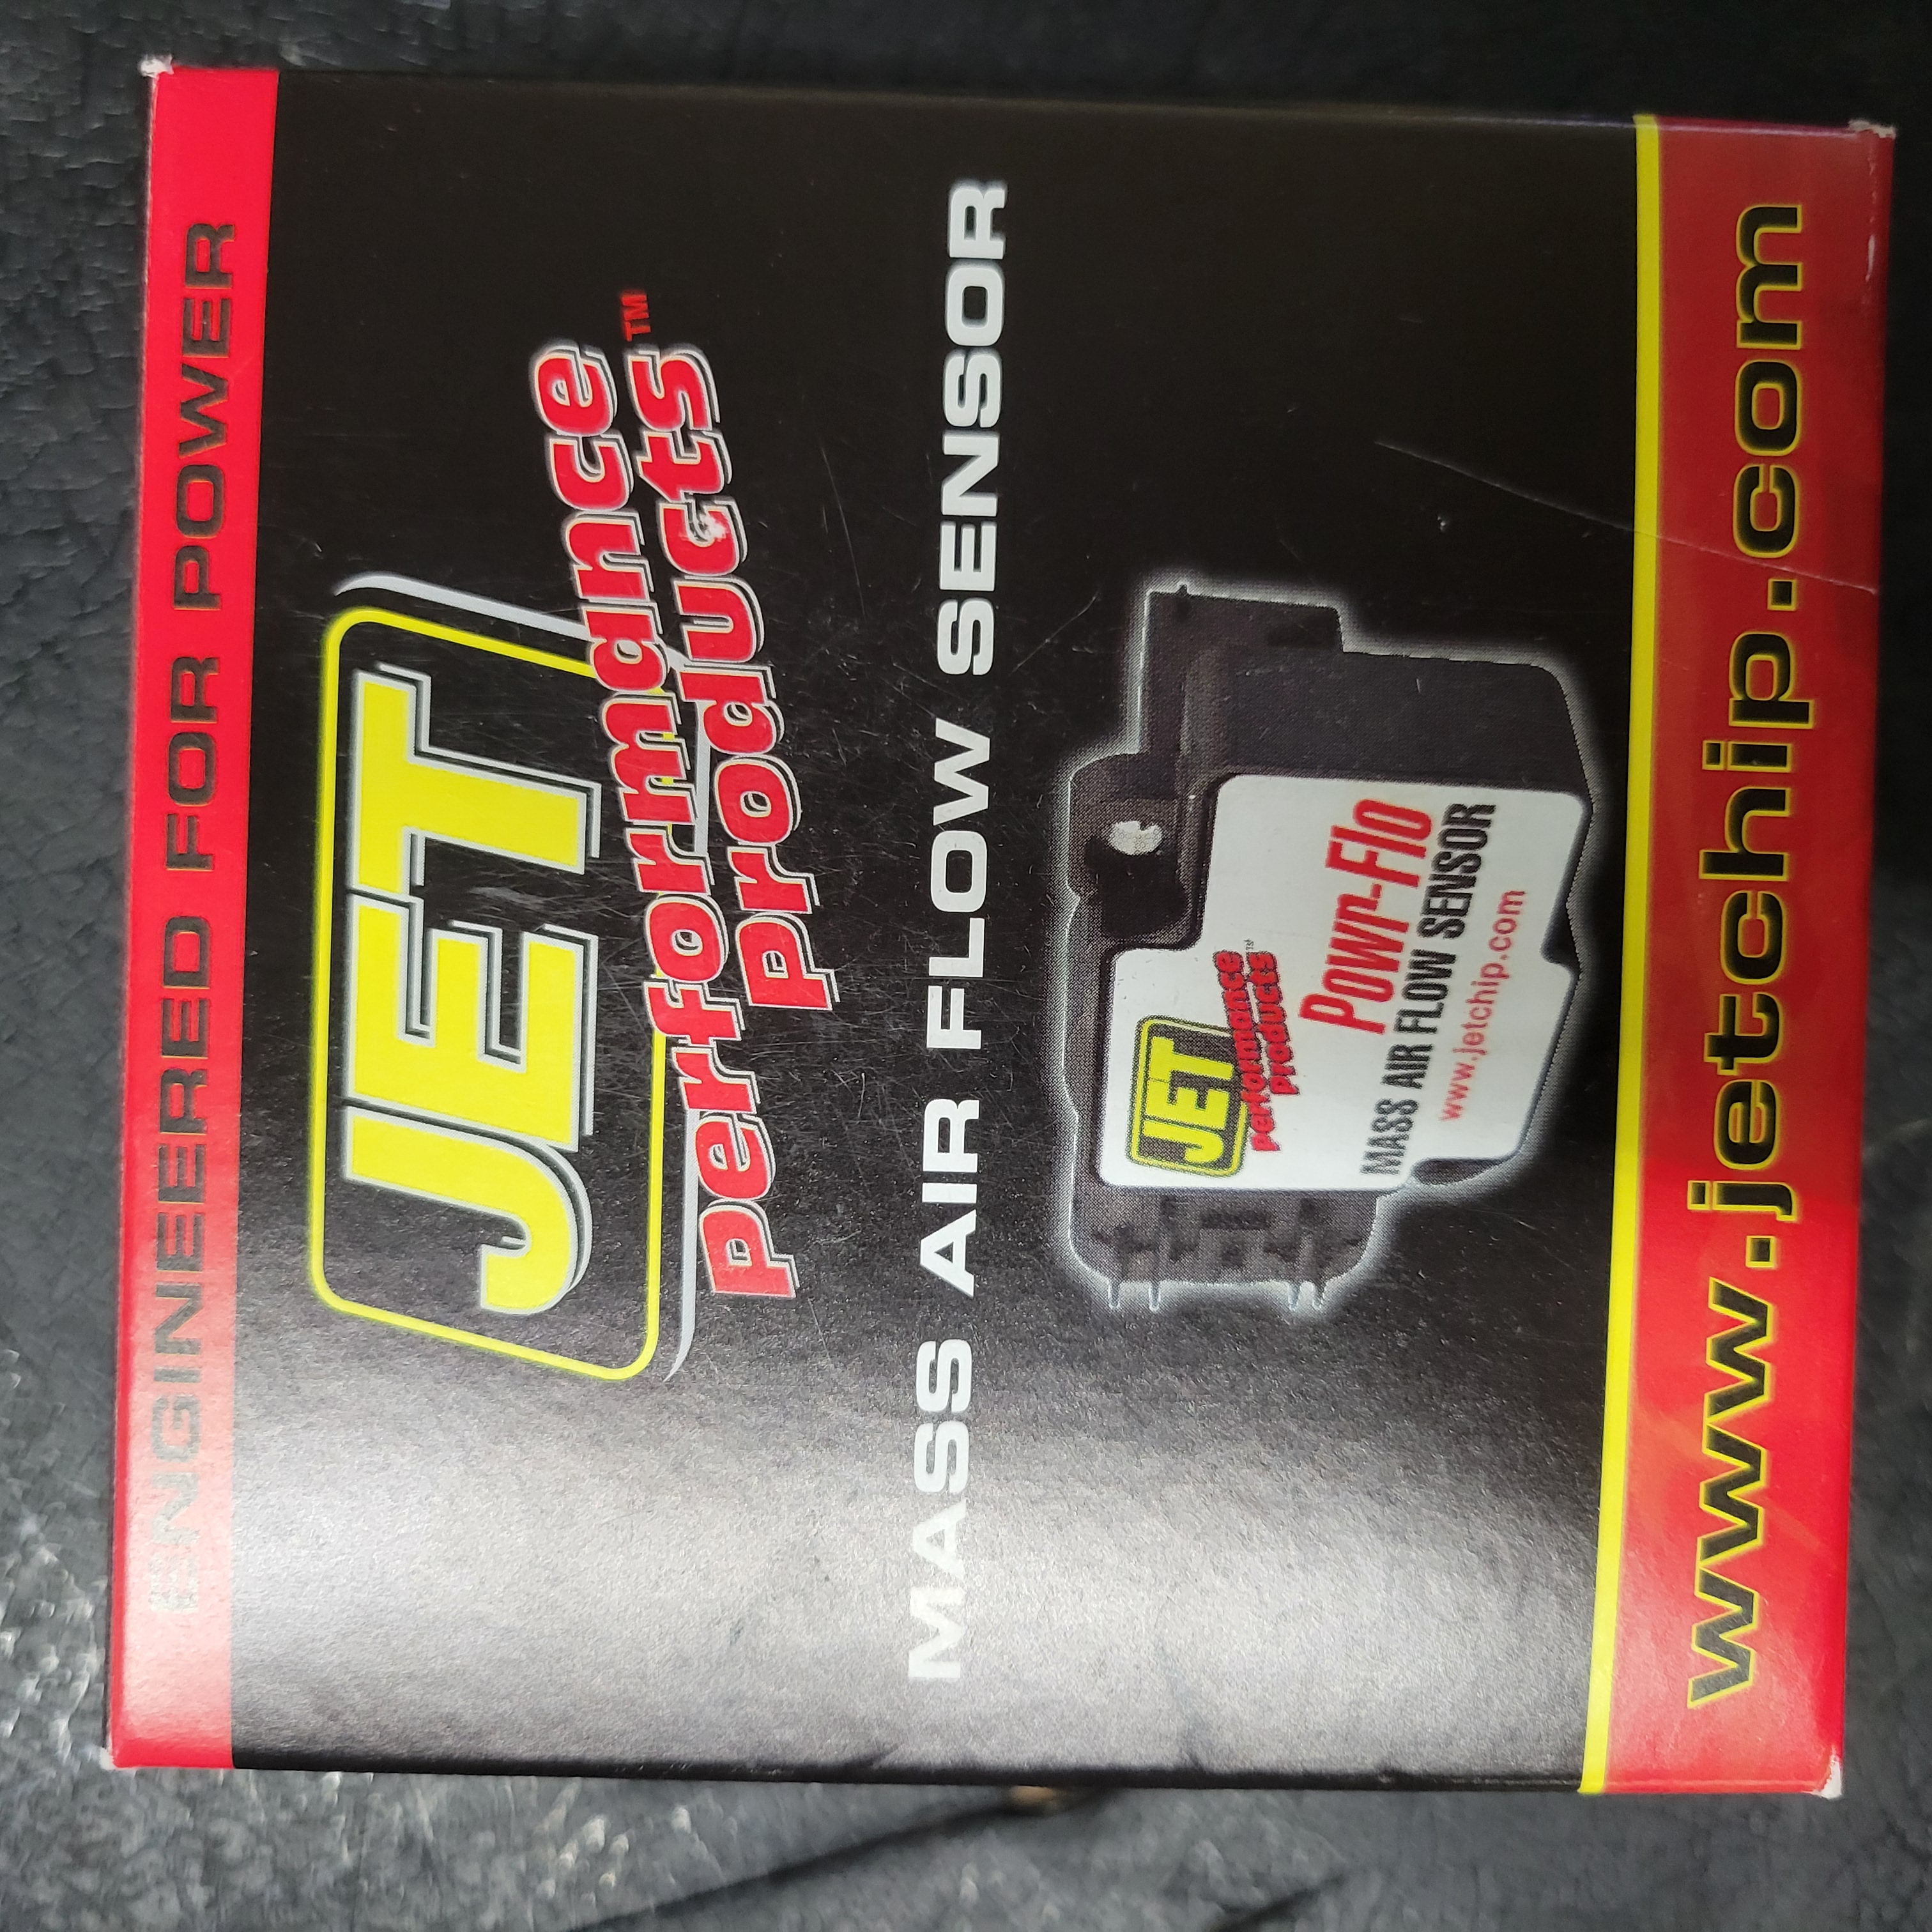 ENGINEERED FOR POWER
JET
Performance
Products™
MASS AIR FLOW SENSOR
JET
Performance
Products™
Powr-Flo
MASS AIR FLOW SENSOR
www.jetchip.com
www.jetchip.com